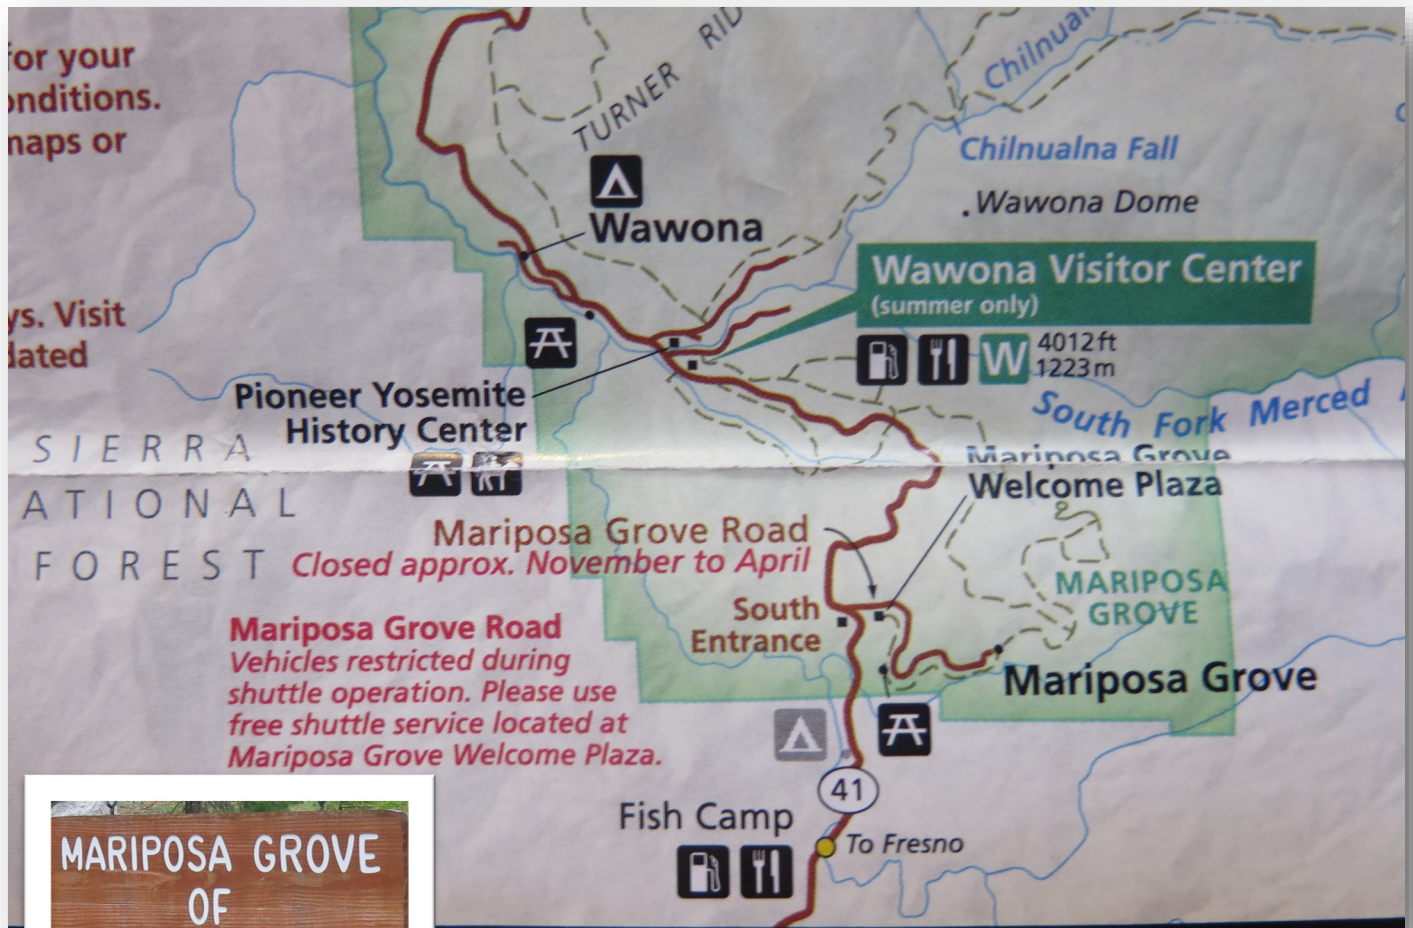 for your
onditions.
maps or
TURNER RID
Chilnual
Chilnualna Fall
Wawona Dome
Wawona
Wawona Visitor Center
(summer only)
W
4012 ft
1223 m
ys. Visit
dated
Pioneer Yosemite
History Center
South Fork Merced
SIERRA
ATIONAL
FOREST
Mariposa Grove
Welcome Plaza
Mariposa Grove Road
Closed approx. November to April
MARIPOSA
GROVE
South
Entrance
Mariposa Grove Road
Vehicles restricted during
shuttle operation. Please use
free shuttle service located at
Mariposa Grove Welcome Plaza.
Mariposa Grove
41
Fish Camp
To Fresno
MARIPOSA GROVE
OF